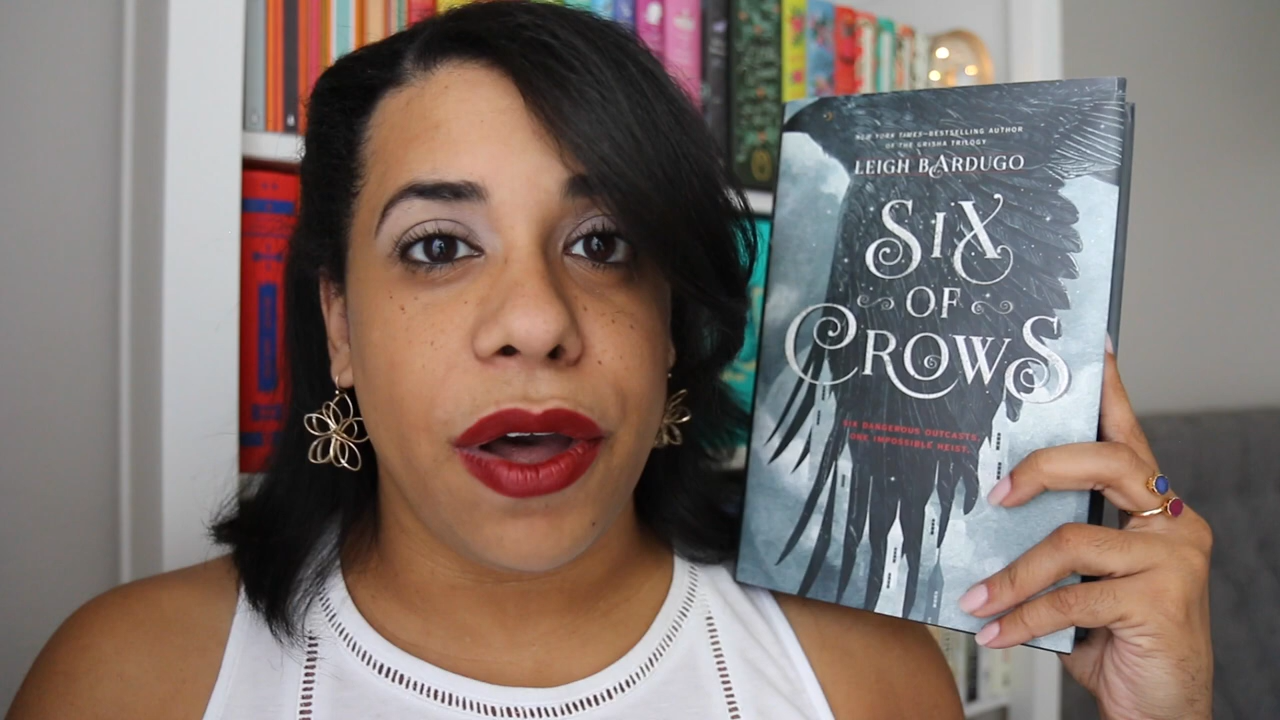 NEW YORK TIMES–BESTSELLING AUTHOR
OF THE GRISHA TRILOGY
LEIGH BARDUGO
SIX
OF
CROWS
SIX DANGEROUS OUTCASTS.
ONE IMPOSSIBLE HEIST.